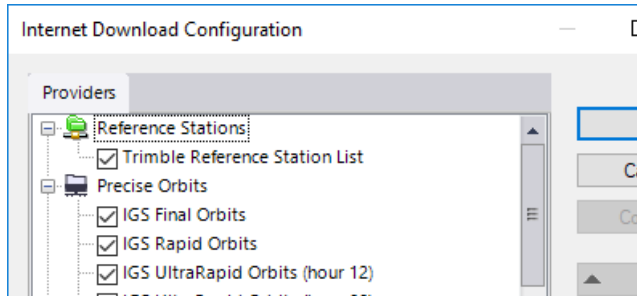 Internet Download Configuration
Providers
Reference Stations
Trimble Reference Station List
Precise Orbits
IGS Final Orbits
IGS Rapid Orbits
IGS UltraRapid Orbits (hour 12)